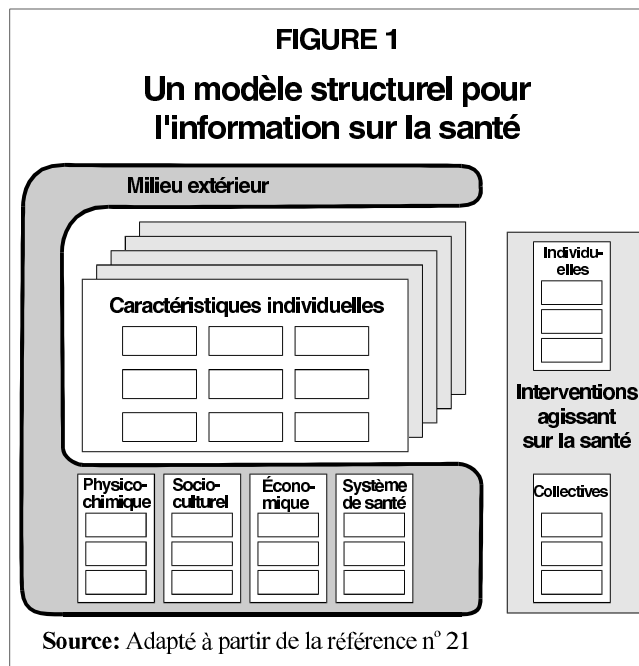 FIGURE 1
Un modèle structurel pour
l'information sur la santé
Milieu extérieur
Caractéristiques individuelles
Physico-
chimique
Socio-
culturel
Écono-
mique
Système
de santé
Individu-
elles
Interventions
agissant
sur la santé
Collectives
Source: Adapté à partir de la référence nº 21